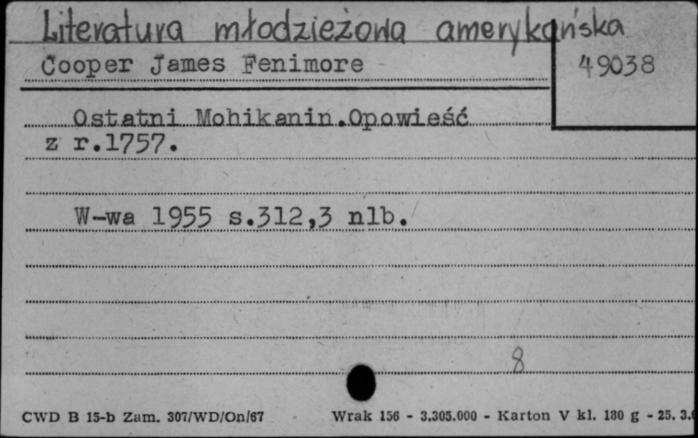 Literatura młodzieżowa amerykańska
Cooper James Fenimore
49038
Ostatni Mohikanin.Opowieść
z r.1757.
W-wa 1955 s.312,3 nlb.
8
CWD B 15-b Zam. 307/WD/On/67 Wrak 156 - 3.305.000 - Karton V kl. 180 g - 25. 3.